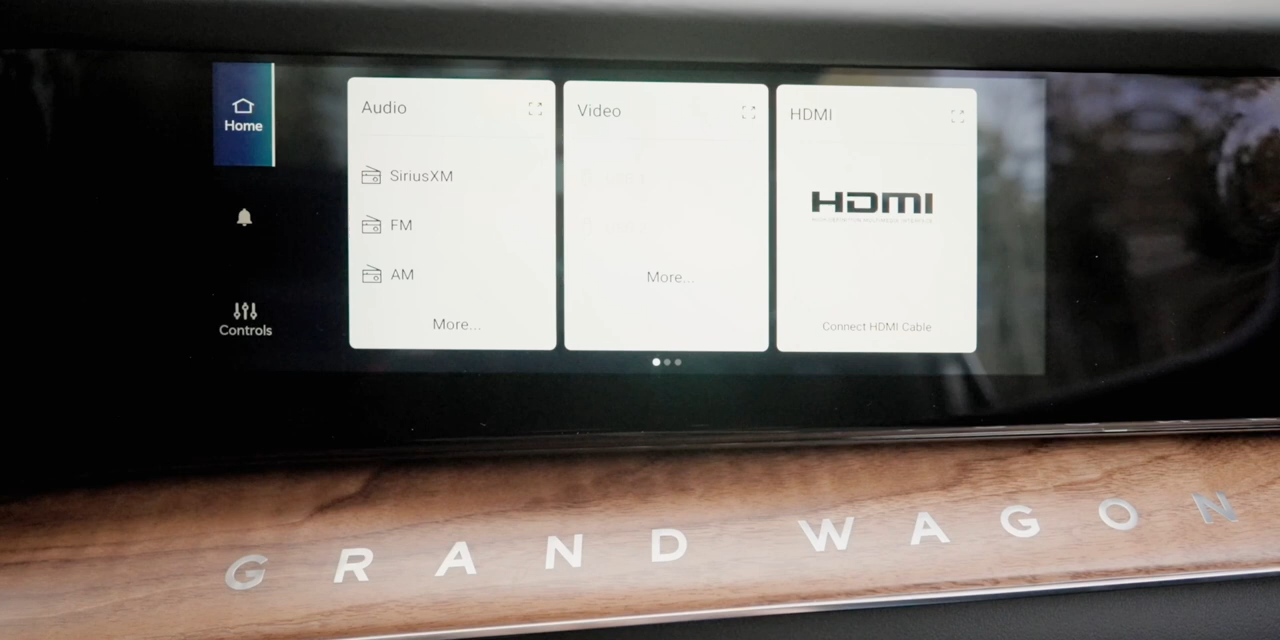 Home
Controls
Audio
SiriusXM
FM
AM
More...
Video
More...
HDMI
HDMI
Connect HDMI Cable
GRAND WAGON